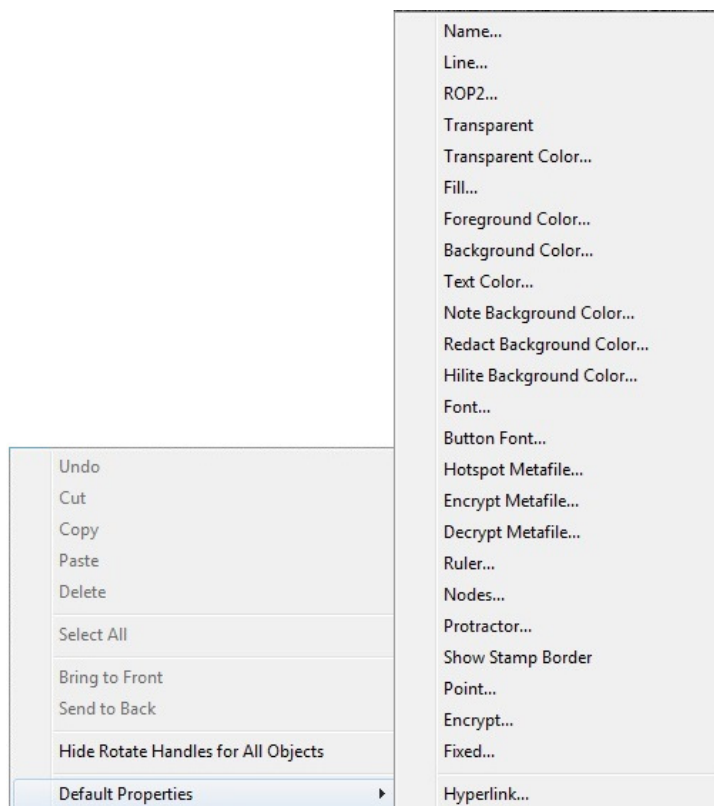 Name...
Line...
ROP2...
Transparent
Transparent Color...
Fill...
Foreground Color...
Background Color...
Text Color...
Note Background Color...
Redact Background Color...
Hilite Background Color...
Font...
Button Font...
Hotspot Metafile...
Encrypt Metafile...
Decrypt Metafile...
Ruler...
Nodes...
Protractor...
Show Stamp Border
Point...
Encrypt...
Fixed...
Hyperlink...
Undo
Cut
Copy
Paste
Delete
Select All
Bring to Front
Send to Back
Hide Rotate Handles for All Objects
Default Properties